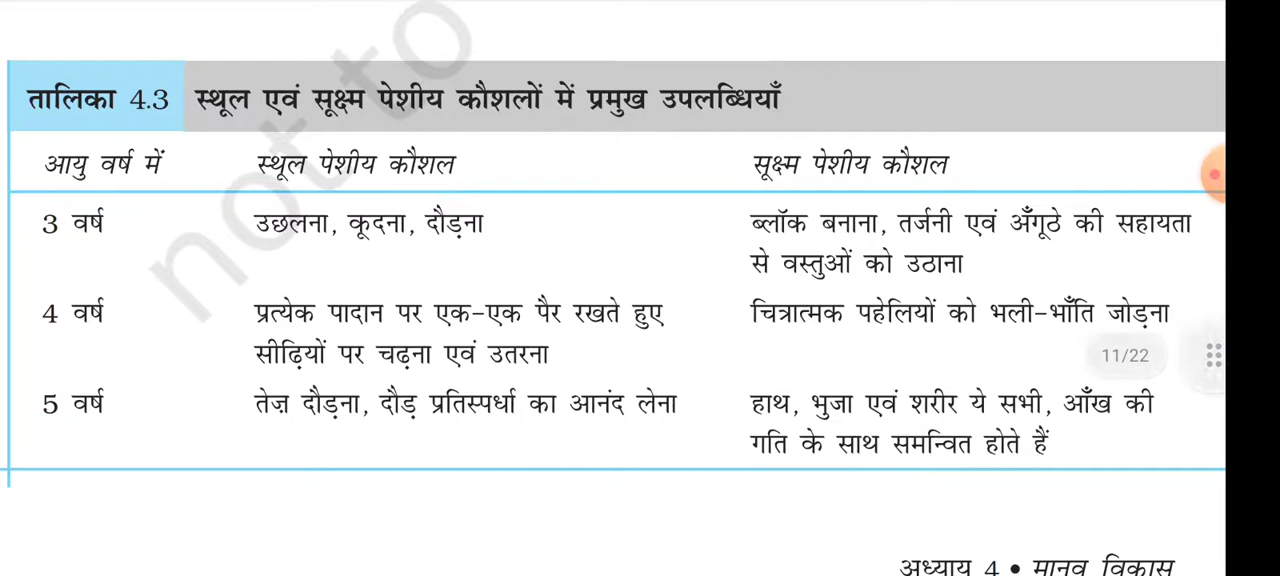 not to
तालिका 4.3 स्थूल एवं सूक्ष्म पेशीय कौशलों में प्रमुख उपलब्धियाँ
आयु वर्ष में स्थूल पेशीय कौशल सूक्ष्म पेशीय कौशल
3 वर्ष उछलना, कूदना, दौड़ना ब्लॉक बनाना, तर्जनी एवं अँगूठे की सहायता
से वस्तुओं को उठाना
4 वर्ष प्रत्येक पादान पर एक-एक पैर रखते हुए चित्रात्मक पहेलियों को भली-भाँति जोड़ना
सीढ़ियों पर चढ़ना एवं उतरना
11/22
5 वर्ष तेज़ दौड़ना, दौड़ प्रतिस्पर्धा का आनंद लेना हाथ, भुजा एवं शरीर ये सभी, आँख की
गति के साथ समन्वित होते हैं
अध्याय 4 • मानव विकास